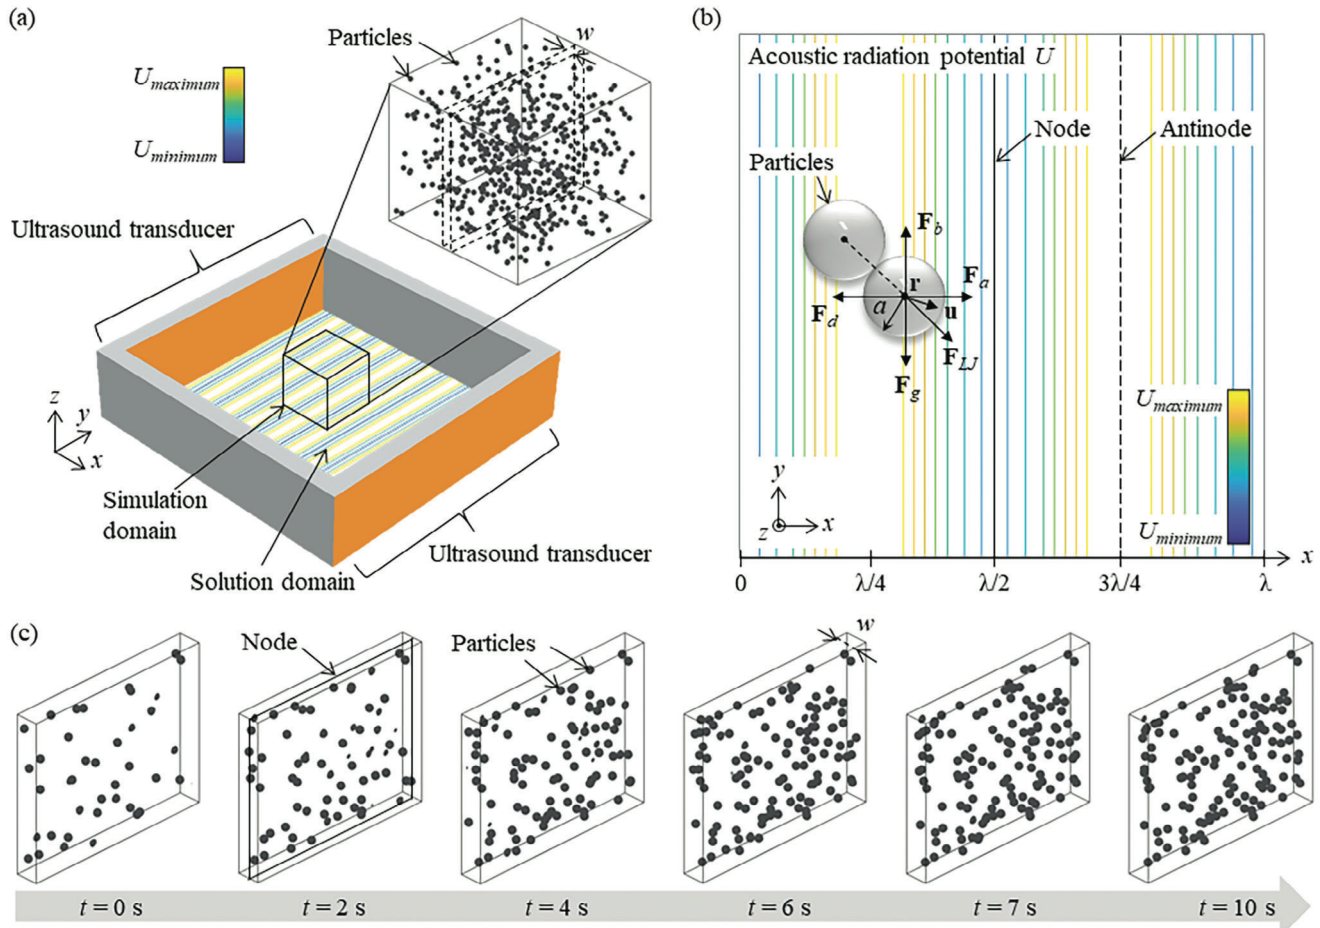 (a)
Particles
w
U_maximum
U_minimum
Ultrasound transducer
z
y
x
Simulation
domain
Solution domain
Ultrasound transducer
(b)
Acoustic radiation potential U
Node
Antinode
Particles
F_b
r
F_a
a
u
F_d
F_LJ
F_g
U_maximum
U_minimum
y
z
x
x
0
λ/4
λ/2
3λ/4
λ
(c)
Node
Particles
w
t = 0 s
t = 2 s
t = 4 s
t = 6 s
t = 7 s
t = 10 s